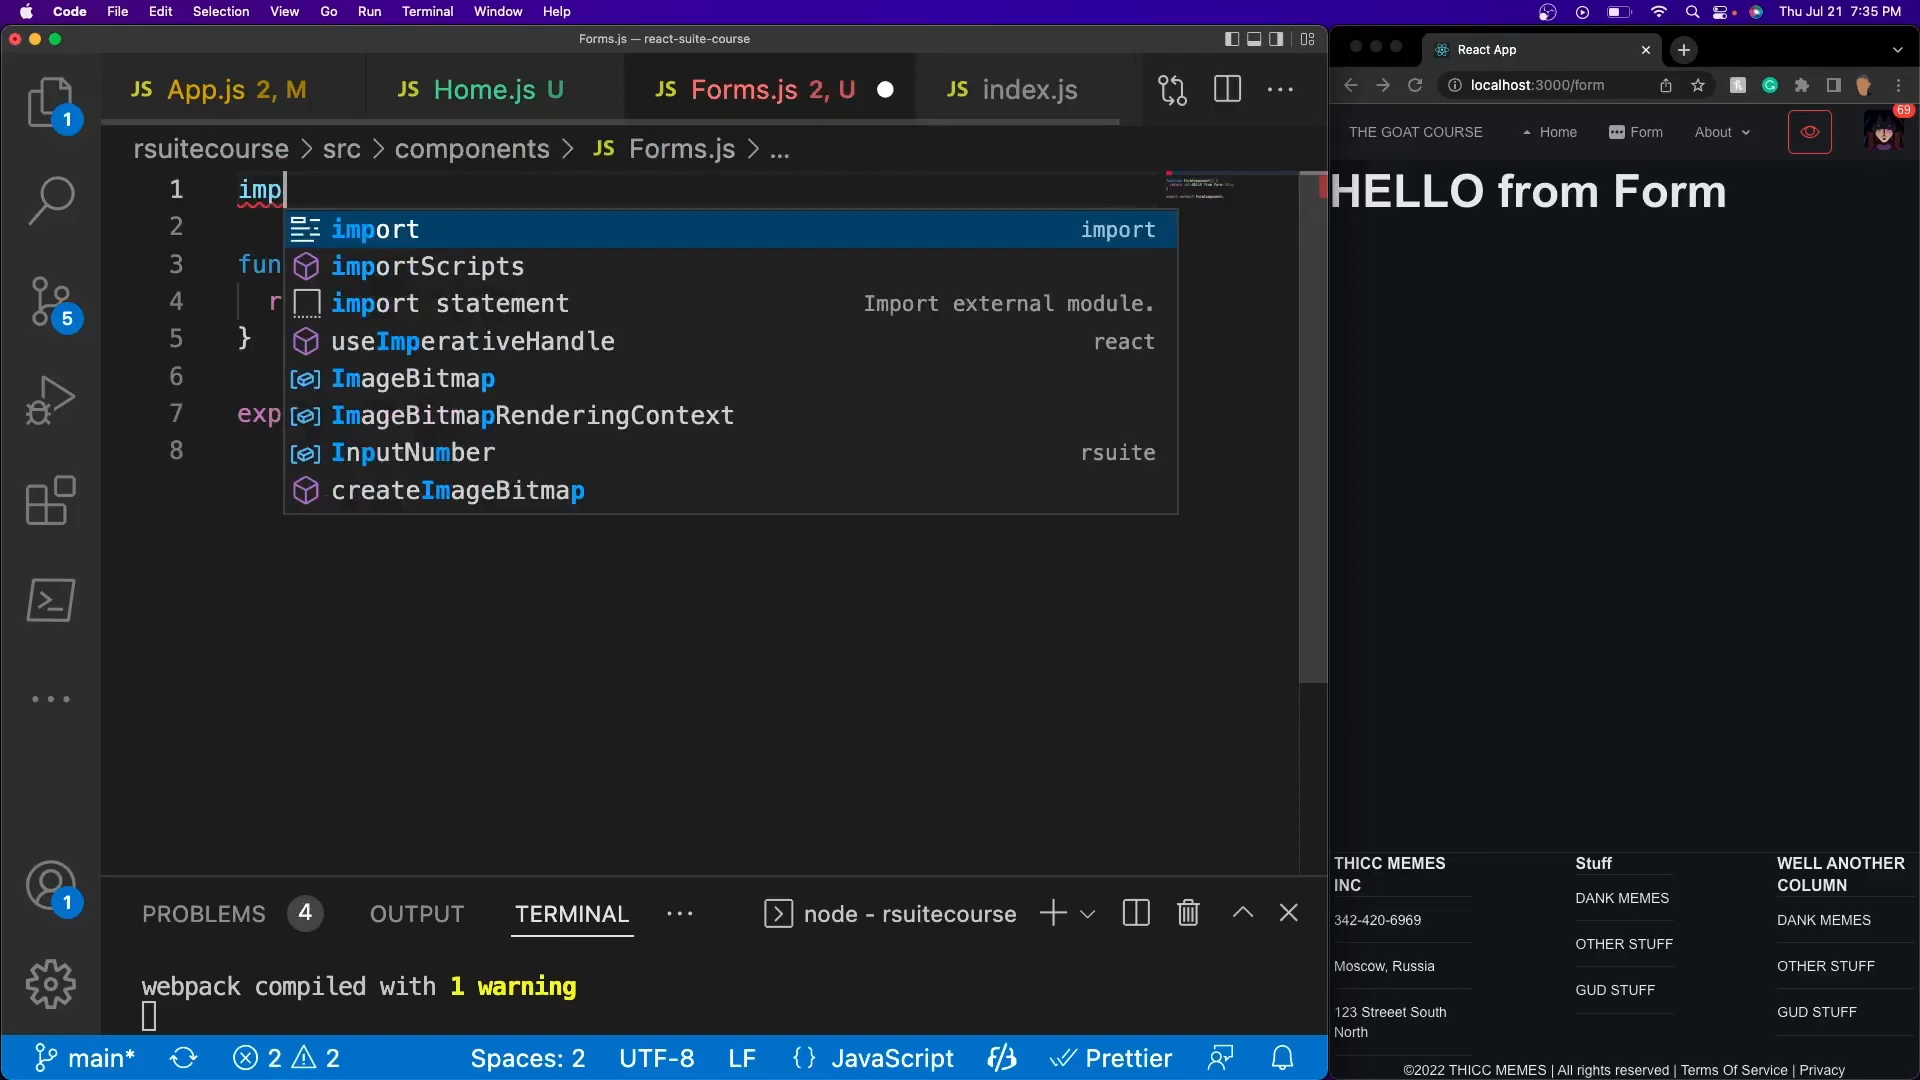 Code File Edit Selection View Go Run Terminal Window Help
Thu Jul 21 7:35 PM
Forms.js — react-suite-course
JS App.js 2, M
JS Home.js U
JS Forms.js 2, U
JS index.js
rsuitecourse > src > components > JS Forms.js > ...
1 imp
2
3 fun
4 r
5 }
6
7 exp
8
import import
importScripts
import statement Import external module.
useImperativeHandle react
ImageBitmap
ImageBitmapRenderingContext
InputNumber rsuite
createImageBitmap
1
5
1
PROBLEMS 4 OUTPUT TERMINAL ... node - rsuitecourse
webpack compiled with 1 warning
main* 2 2 Spaces: 2 UTF-8 LF {} JavaScript Prettier
React App
localhost:3000/form
THE GOAT COURSE Home Form About
69
HELLO from Form
THICC MEMES
INC
342-420-6969
Moscow, Russia
123 Streeet South
North
Stuff
DANK MEMES
OTHER STUFF
GUD STUFF
WELL ANOTHER
COLUMN
DANK MEMES
OTHER STUFF
GUD STUFF
©2022 THICC MEMES | All rights reserved | Terms Of Service | Privacy